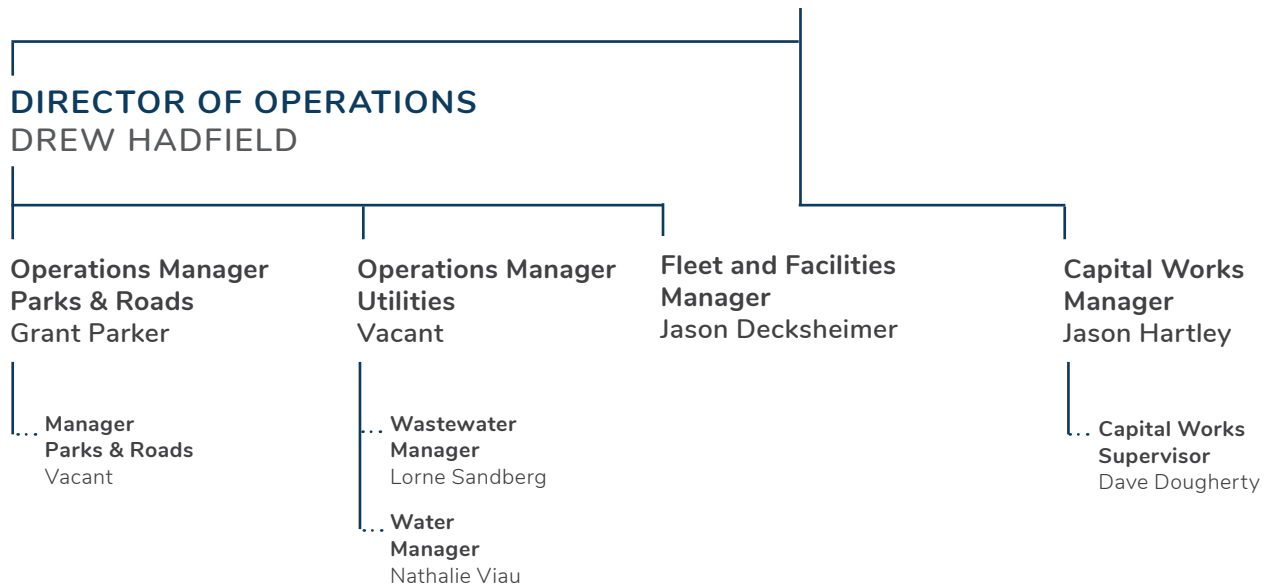 DIRECTOR OF OPERATIONS
DREW HADFIELD
Operations Manager
Parks & Roads
Grant Parker
Operations Manager
Utilities
Vacant
Fleet and Facilities
Manager
Jason Decksheimer
Capital Works
Manager
Jason Hartley
Manager
Parks & Roads
Vacant
Wastewater
Manager
Lorne Sandberg
Water
Manager
Nathalie Viau
Capital Works
Supervisor
Dave Dougherty